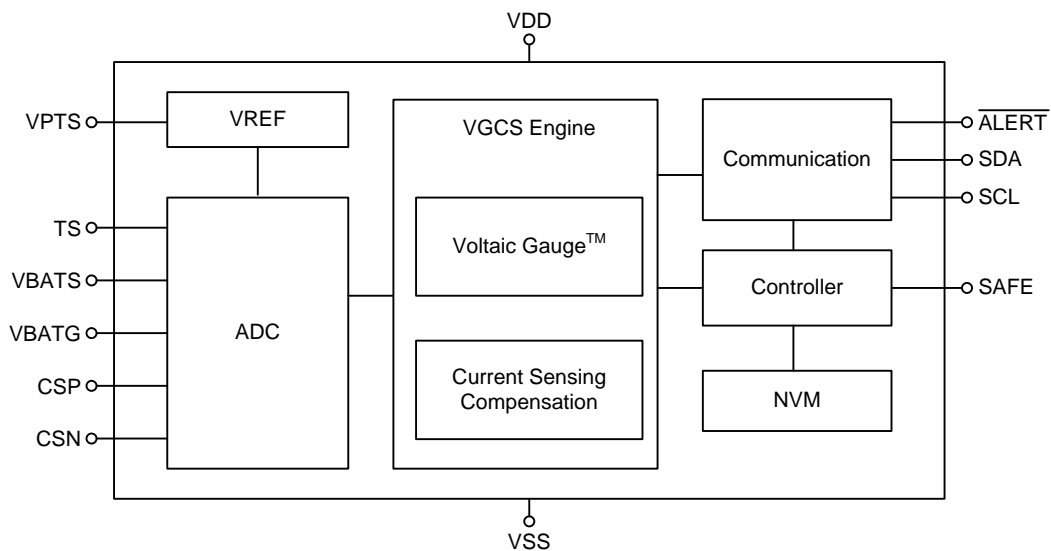 VDD
VPTS
VREF
VGCS Engine
Communication
ALERT
SDA
SCL
TS
VBATS
VBATG
CSP
CSN
ADC
Voltaic Gauge™
Current Sensing
Compensation
Controller
SAFE
NVM
VSS